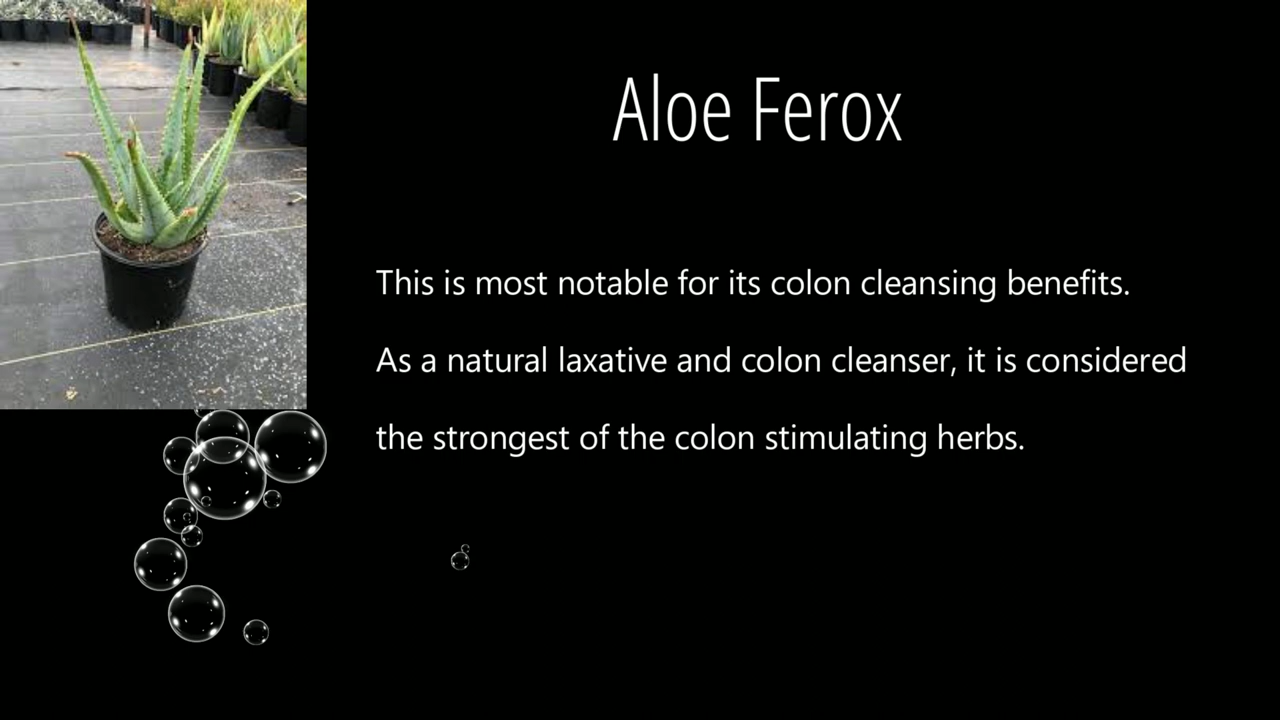 Aloe Ferox
This is most notable for its colon cleansing benefits.
As a natural laxative and colon cleanser, it is considered
the strongest of the colon stimulating herbs.